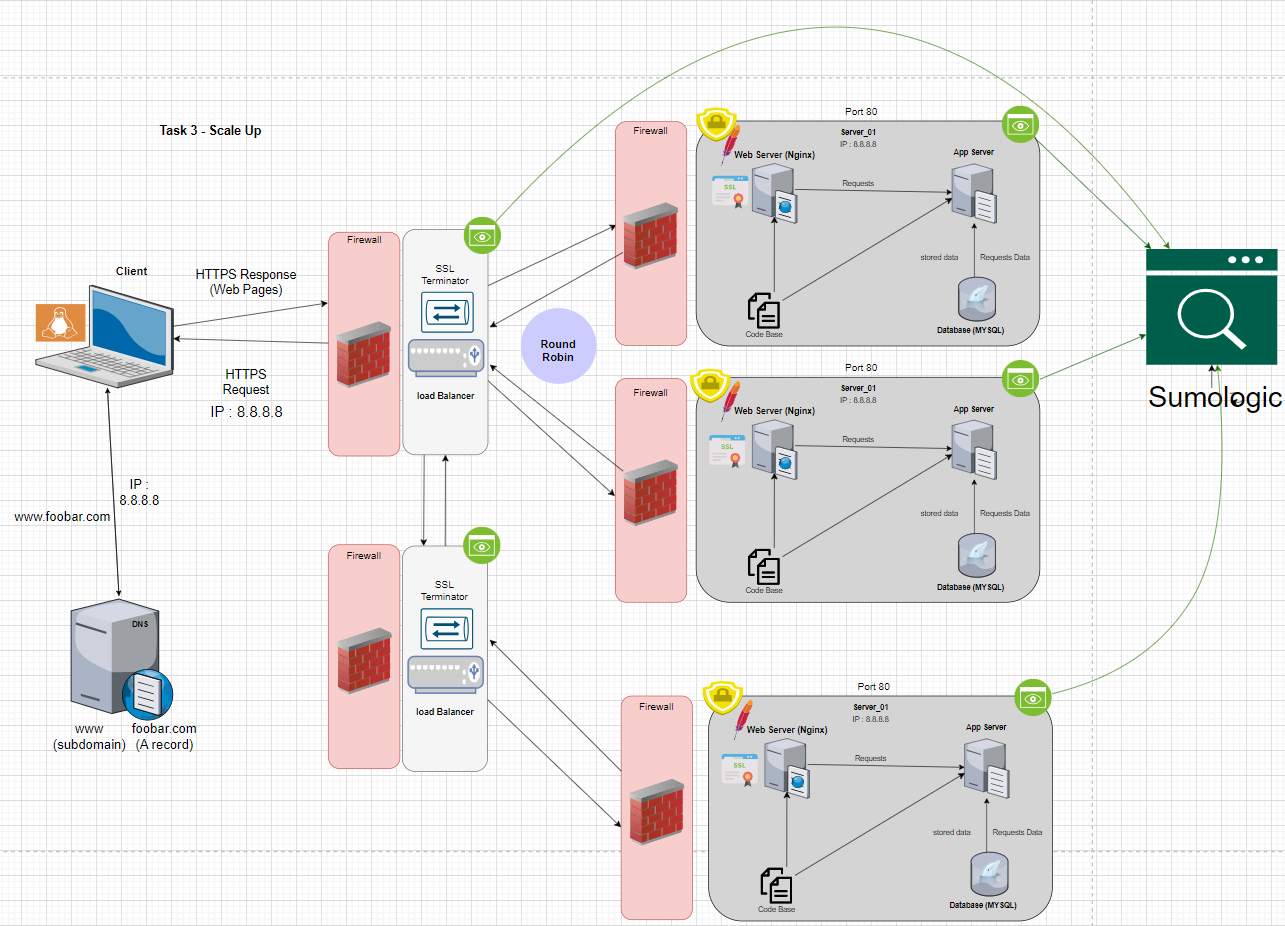 Task 3 - Scale Up
Client
HTTPS Response
(Web Pages)
HTTPS
Request
IP : 8.8.8.8
IP :
8.8.8.8
www.foobar.com
DNS
www
(subdomain)
foobar.com
(A record)
Firewall
SSL
Terminator
load Balancer
Firewall
SSL
Terminator
load Balancer
Round
Robin
Firewall
Port 80
Server_01
IP : 8.8.8.8
Web Server (Nginx)
App Server
SSL
Requests
stored data
Requests Data
Code Base
Database (MYSQL)
Firewall
Port 80
Server_01
IP : 8.8.8.8
Web Server (Nginx)
App Server
SSL
Requests
stored data
Requests Data
Code Base
Database (MYSQL)
Firewall
Port 80
Server_01
IP : 8.8.8.8
Web Server (Nginx)
App Server
SSL
Requests
stored data
Requests Data
Code Base
Database (MYSQL)
Sumologic